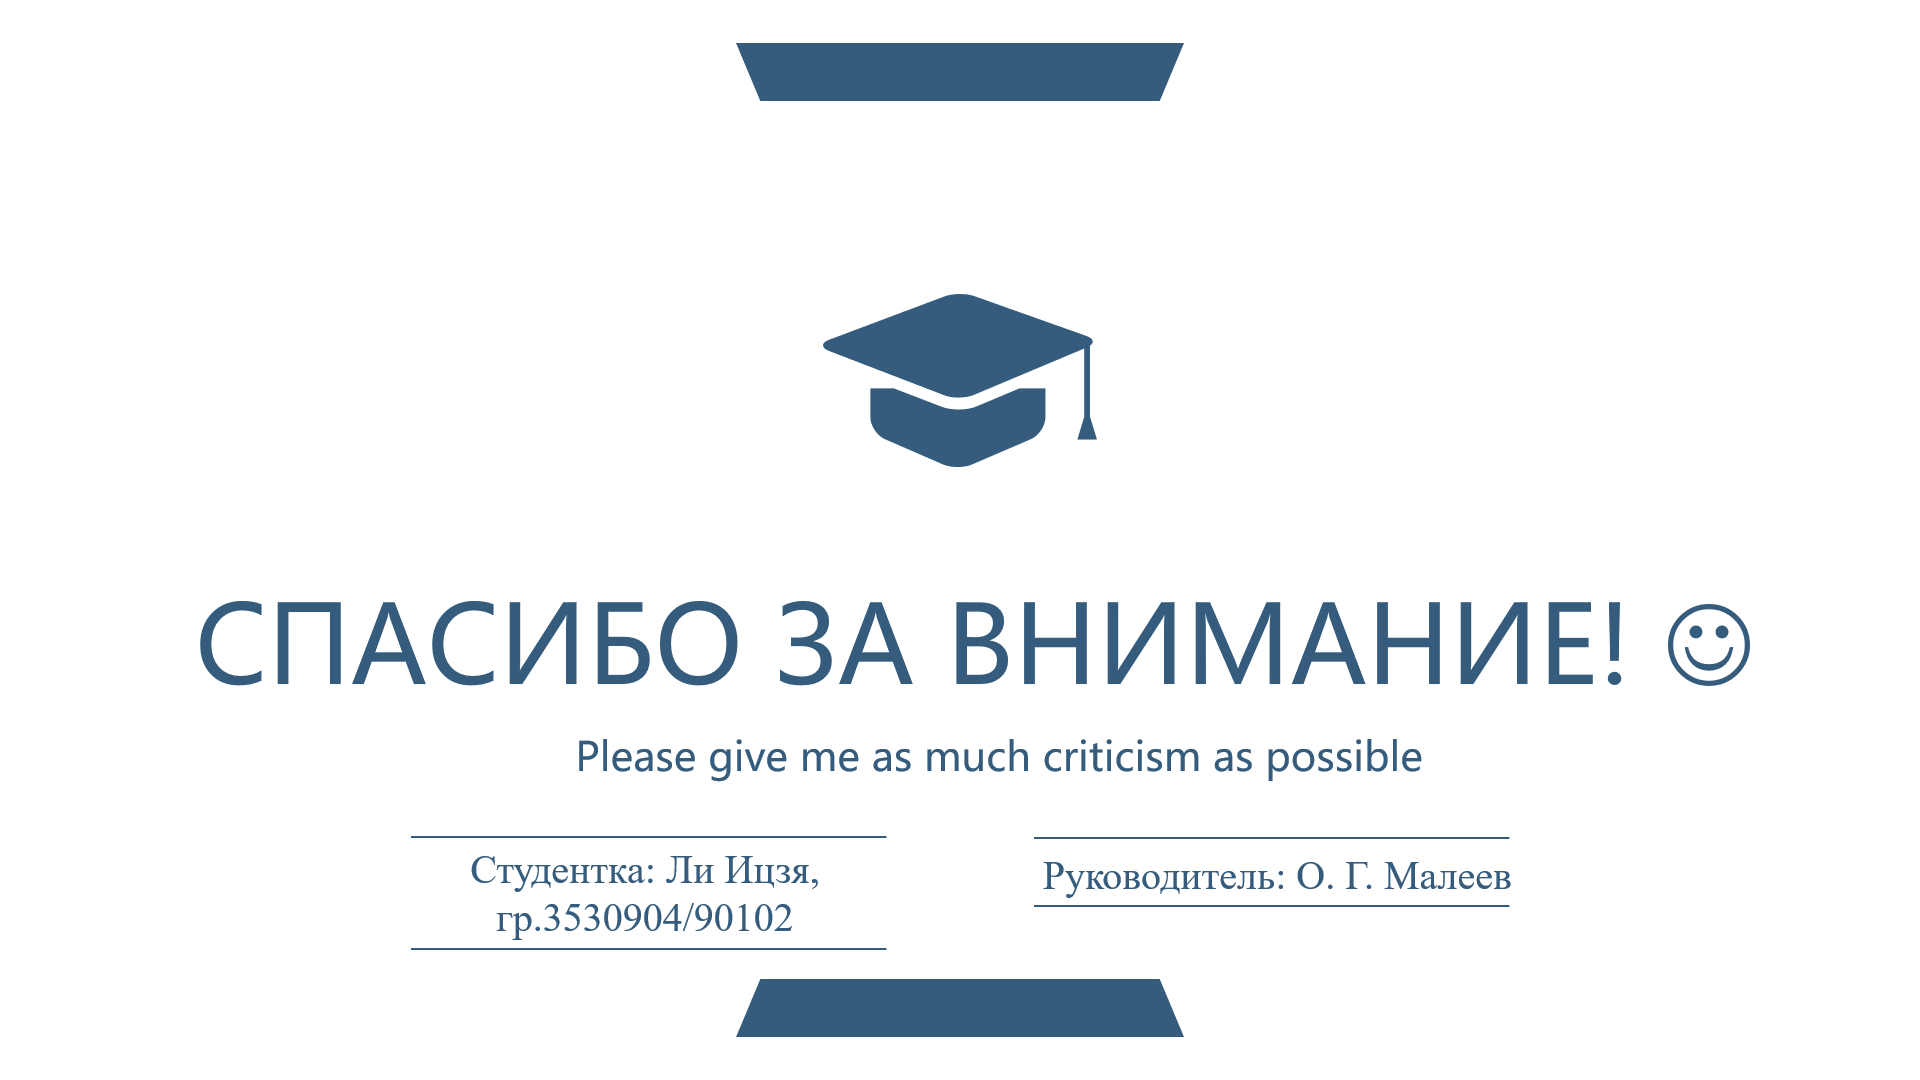 СПАСИБО ЗА ВНИМАНИЕ! ☺
Please give me as much criticism as possible
Студентка: Ли Ицзя,
гр.3530904/90102
Руководитель: О. Г. Малеев